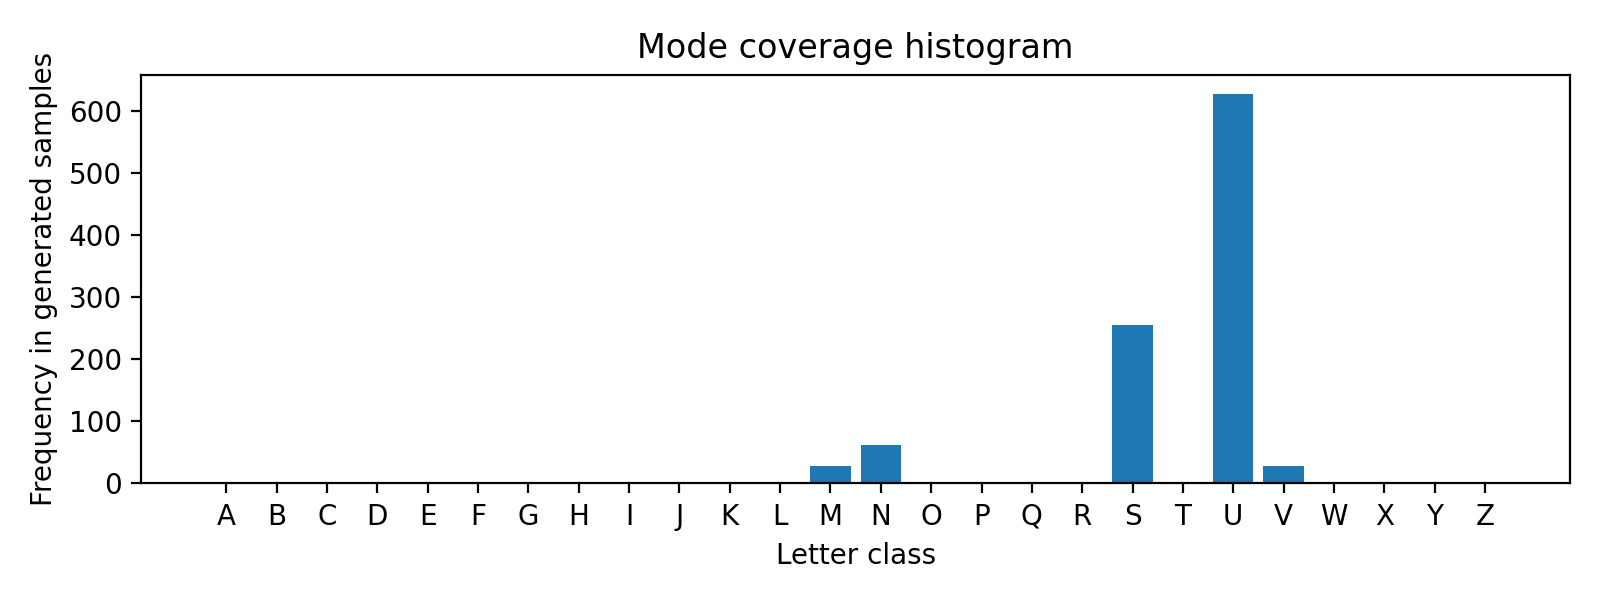 Mode coverage histogram
Frequency in generated samples
600
500
400
300
200
100
0
A B C D E F G H I J K L M N O P Q R S T U V W X Y Z
Letter class